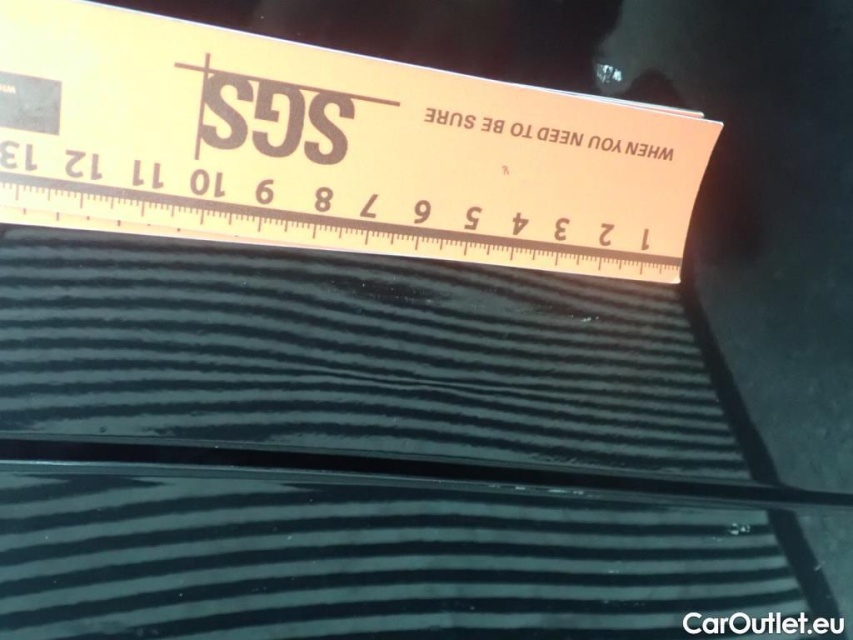 SGS
WHEN YOU NEED TO BE SURE
1 2 3 4 5 6 7 8 9 10 11 12 13
CarOutlet.eu